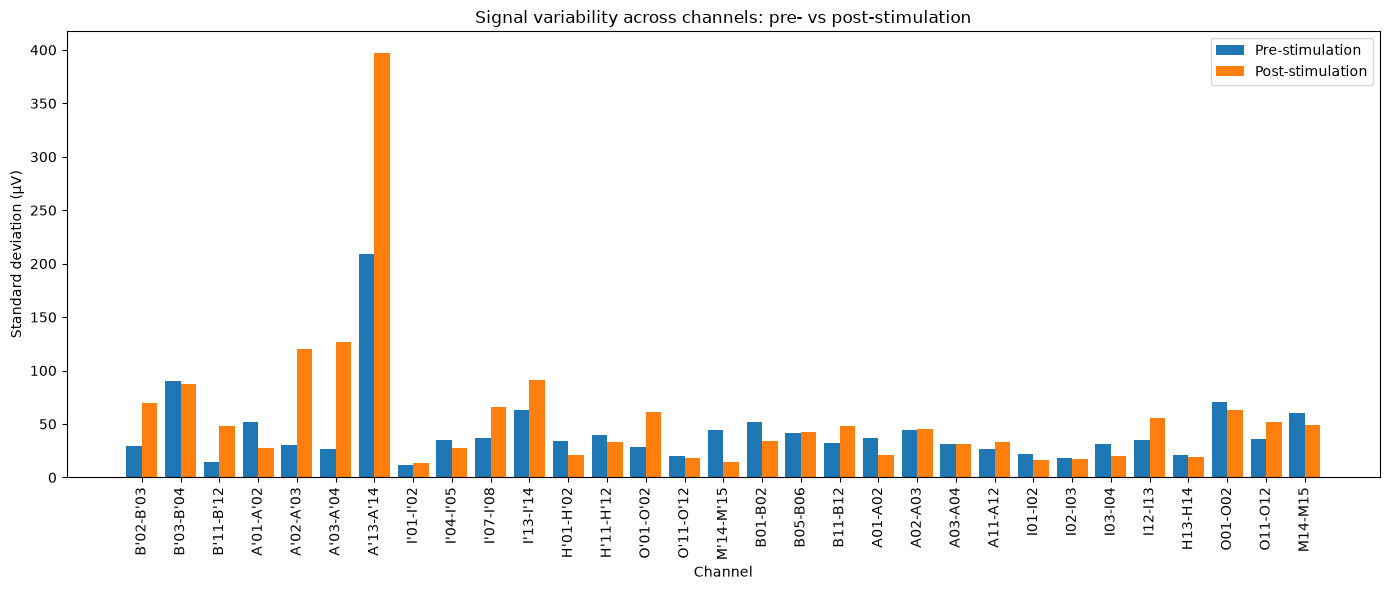 Signal variability across channels: pre- vs post-stimulation
Pre-stimulation
Post-stimulation
Standard deviation (µV)
400
350
300
250
200
150
100
50
0
B'02-B'03
B'03-B'04
B'11-B'12
A'01-A'02
A'02-A'03
A'03-A'04
A'13-A'14
I'01-I'02
I'04-I'05
I'07-I'08
I'13-I'14
H'01-H'02
H'11-H'12
O'01-O'02
O'11-O'12
M'14-M'15
B01-B02
B05-B06
B11-B12
A01-A02
A02-A03
A03-A04
A11-A12
I01-I02
I02-I03
I03-I04
I12-I13
H13-H14
O01-O02
O11-O12
M14-M15
Channel